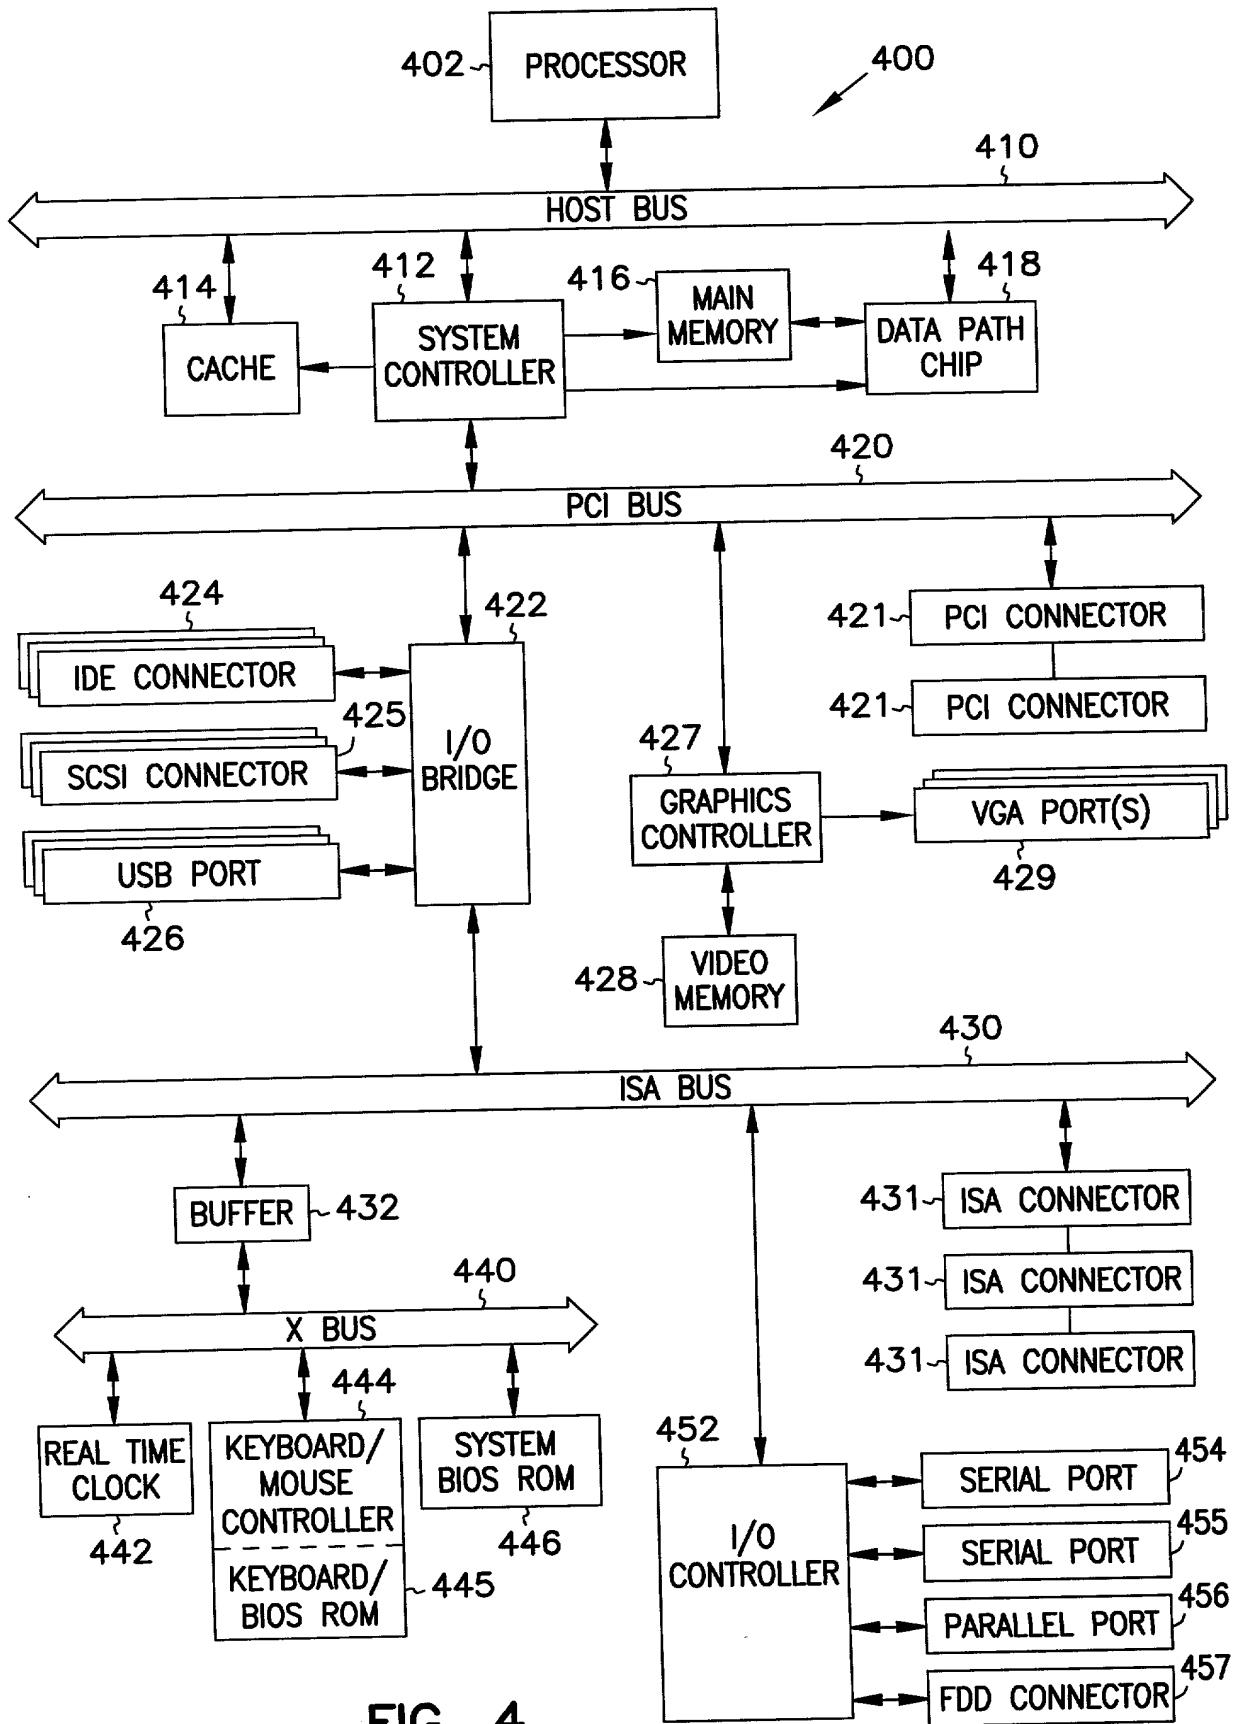 402
PROCESSOR
400
410
HOST BUS
414
412
416
418
CACHE
SYSTEM
CONTROLLER
MAIN
MEMORY
DATA PATH
CHIP
420
PCI BUS
424
422
IDE CONNECTOR
425
SCSI CONNECTOR
USB PORT
426
I/O
BRIDGE
427
GRAPHICS
CONTROLLER
428
VIDEO
MEMORY
421
PCI CONNECTOR
421
PCI CONNECTOR
VGA PORT(S)
429
430
ISA BUS
BUFFER
432
440
X BUS
431
ISA CONNECTOR
431
ISA CONNECTOR
431
ISA CONNECTOR
REAL TIME
CLOCK
442
444
KEYBOARD/
MOUSE
CONTROLLER
KEYBOARD/
BIOS ROM
445
SYSTEM
BIOS ROM
446
452
I/O
CONTROLLER
454
SERIAL PORT
455
SERIAL PORT
456
PARALLEL PORT
457
FDD CONNECTOR
FIG. 4